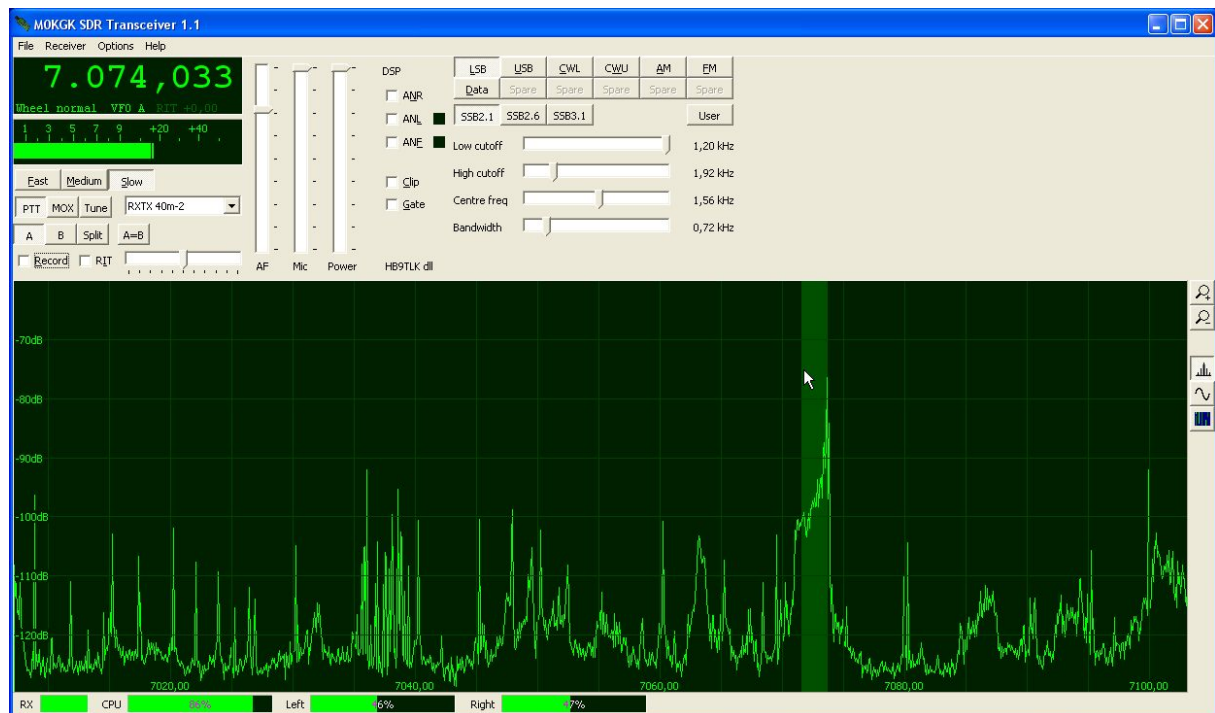 M0KGK SDR Transceiver 1.1
File Receiver Options Help
7.074,033
Wheel normal VFO A RIT +0,00
1 3 5 7 9 +20 +40
Fast Medium Slow
PTT MOX Tune RXTX 40m-2
A B Split A=B
Record RIT
AF Mic Power
DSP
ANR
ANL
ANF
Clip
Gate
HB9TLK dll
LSB USB CWL CWU AM FM
Data Spare Spare Spare Spare Spare
SSB2.1 SSB2.6 SSB3.1 User
Low cutoff 1,20 kHz
High cutoff 1,92 kHz
Centre freq 1,56 kHz
Bandwidth 0,72 kHz
-70dB
-80dB
-90dB
-100dB
-110dB
-120dB
7020,00 7040,00 7060,00 7080,00 7100,00
RX CPU 86% Left 46% Right 47%